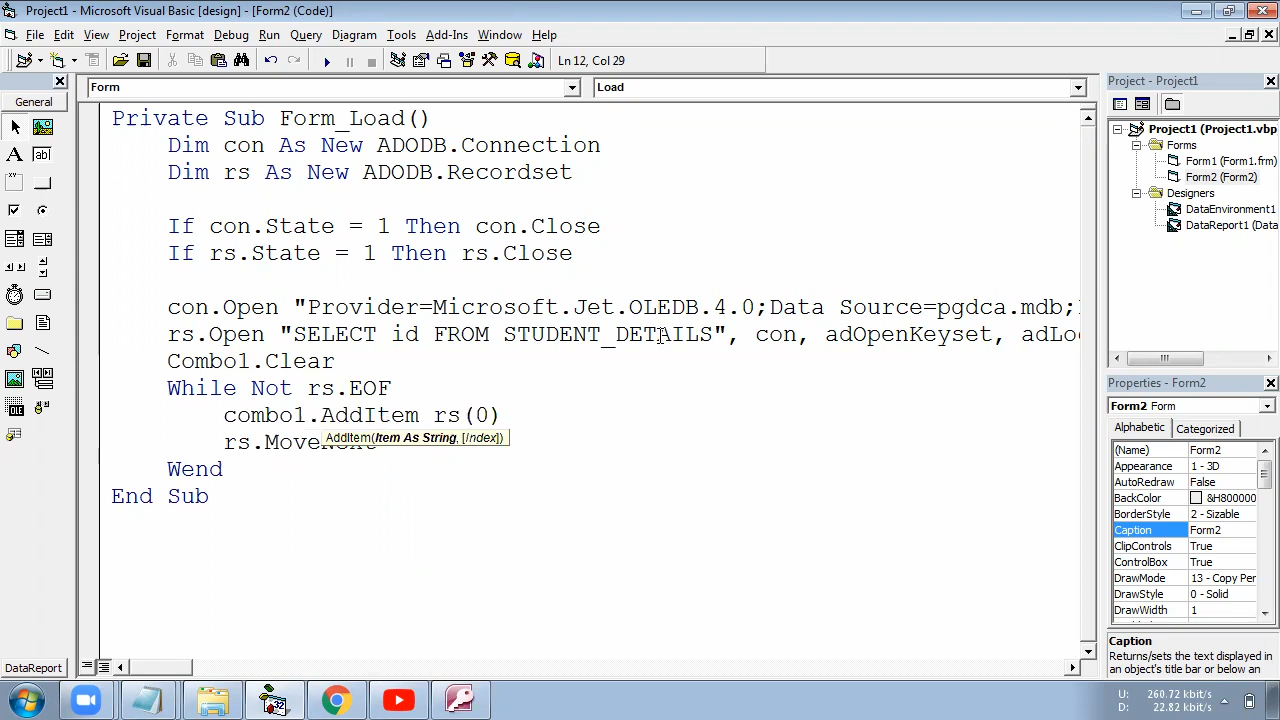 Project1 - Microsoft Visual Basic [design] - [Form2 (Code)]
File Edit View Project Format Debug Run Query Diagram Tools Add-Ins Window Help
Ln 12, Col 29
General
DataReport
Form
Load
Private Sub Form_Load()
Dim con As New ADODB.Connection
Dim rs As New ADODB.Recordset
If con.State = 1 Then con.Close
If rs.State = 1 Then rs.Close
con.Open "Provider=Microsoft.Jet.OLEDB.4.0;Data Source=pgdca.mdb;
rs.Open "SELECT id FROM STUDENT_DETAILS", con, adOpenKeyset, adLo
Combo1.Clear
While Not rs.EOF
combo1.AddItem rs(0)
AddItem(Item As String, [Index])
rs.Move
Wend
End Sub
Project - Project1
Project1 (Project1.vbp
Forms
Form1 (Form1.frm)
Form2 (Form2)
Designers
DataEnvironment1
DataReport1 (Data
Properties - Form2
Form2 Form
Alphabetic Categorized
(Name) Form2
Appearance 1 - 3D
AutoRedraw False
BackColor &H800000
BorderStyle 2 - Sizable
Caption Form2
ClipControls True
ControlBox True
DrawMode 13 - Copy Per
DrawStyle 0 - Solid
DrawWidth 1
Caption
Returns/sets the text displayed in
an object's title bar or below an
U: 260.72 kbit/s
D: 22.82 kbit/s